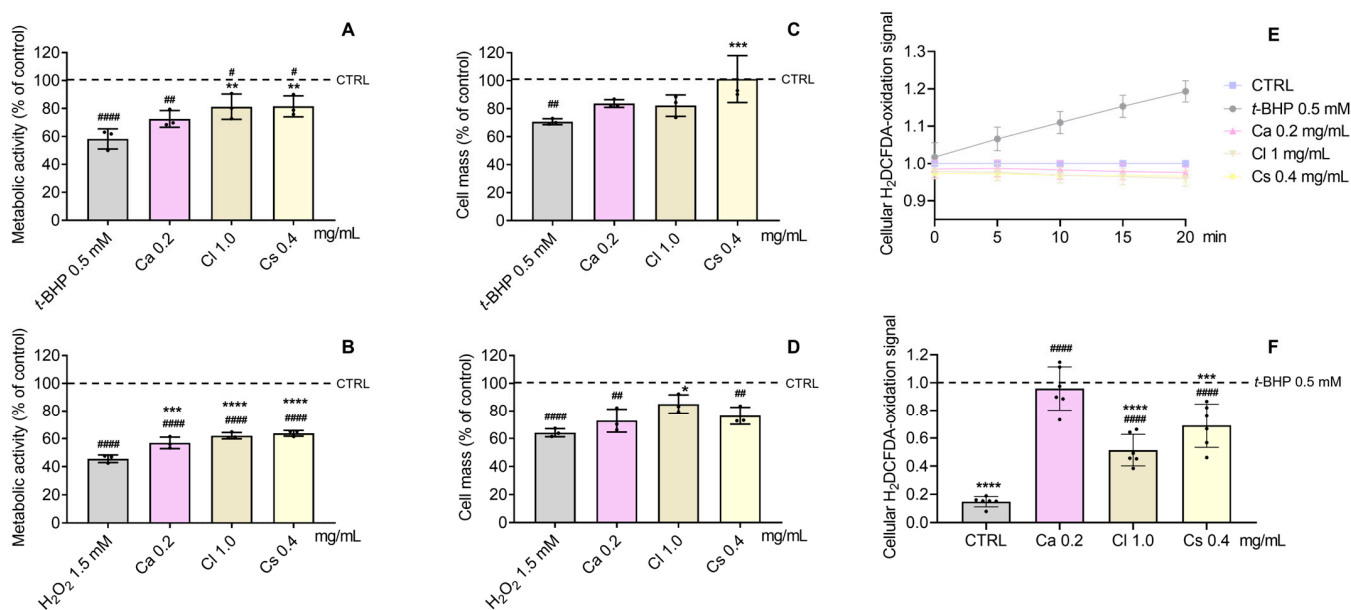 A
Metabolic activity (% of control)
120
100
80
60
40
20
0
CTRL
####
##
#
**
#
**
t-BHP 0.5 mM
Ca 0.2
Cl 1.0
Cs 0.4
mg/mL
C
Cell mass (% of control)
120
100
80
60
40
20
0
CTRL
##
***
t-BHP 0.5 mM
Ca 0.2
Cl 1.0
Cs 0.4
mg/mL
E
Cellular H₂DCFDA-oxidation signal
1.3
1.2
1.1
1.0
0.9
0
5
10
15
20
min
CTRL
t-BHP 0.5 mM
Ca 0.2 mg/mL
Cl 1 mg/mL
Cs 0.4 mg/mL
B
Metabolic activity (% of control)
120
100
80
60
40
20
0
CTRL
####
***
####
****
####
****
####
H₂O₂ 1.5 mM
Ca 0.2
Cl 1.0
Cs 0.4
mg/mL
D
Cell mass (% of control)
120
100
80
60
40
20
0
CTRL
####
##
*
##
H₂O₂ 1.5 mM
Ca 0.2
Cl 1.0
Cs 0.4
mg/mL
F
Cellular H₂DCFDA-oxidation signal
1.2
1.0
0.8
0.6
0.4
0.2
0.0
t-BHP 0.5 mM
****
####
****
####
***
####
CTRL
Ca 0.2
Cl 1.0
Cs 0.4
mg/mL